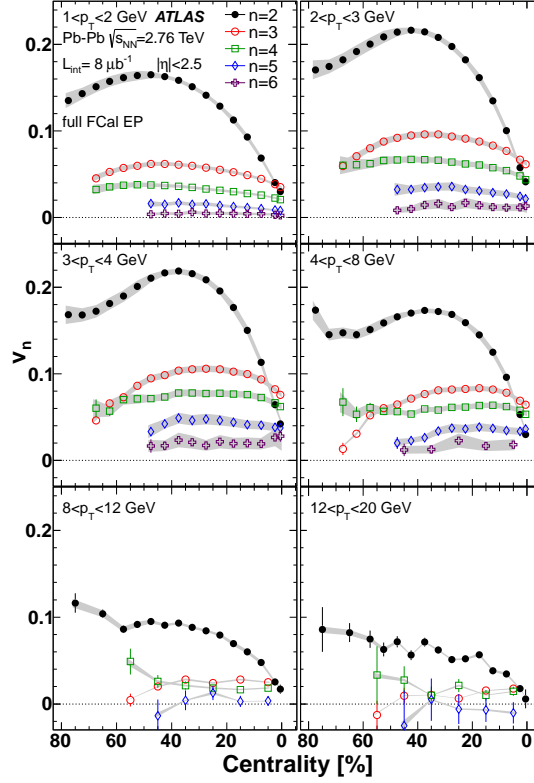 1<p_T<2 GeV ATLAS
Pb-Pb √s_NN=2.76 TeV
L_int= 8 μb^-1 |η|<2.5
full FCal EP
n=2
n=3
n=4
n=5
n=6
2<p_T<3 GeV
0.2
0.1
0
3<p_T<4 GeV
4<p_T<8 GeV
0.2
0.1
0
v_n
8<p_T<12 GeV
12<p_T<20 GeV
0.2
0.1
0
80 60 40 20 0
80 60 40 20 0
Centrality [%]
Centrality [%]